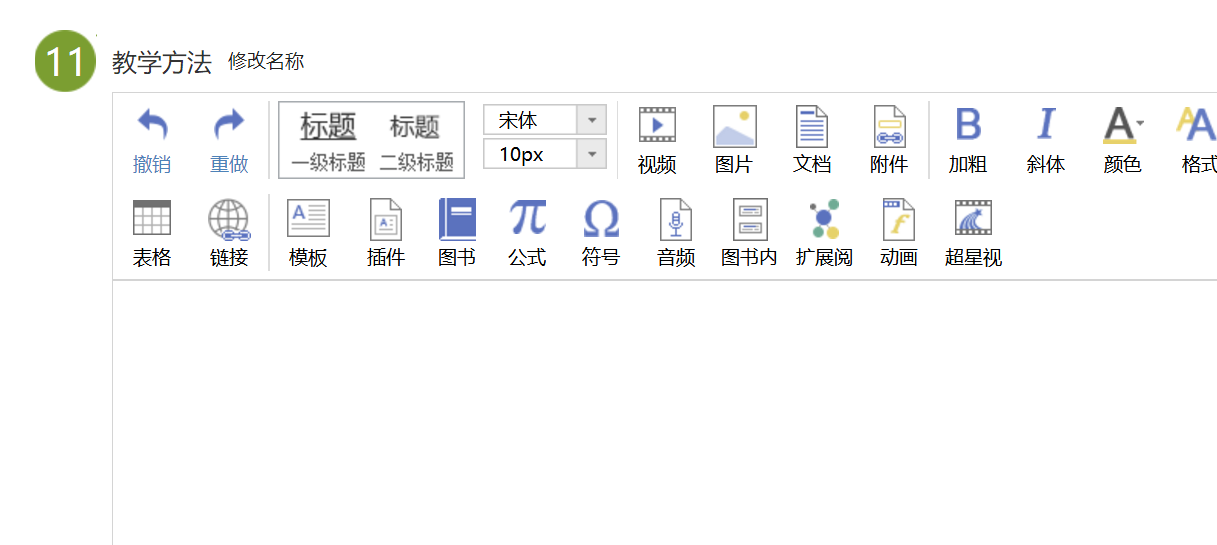 11 教学方法 修改名称
标题 标题 宋体
撤销 重做 一级标题 二级标题 10px 视频 图片 文档 附件 B 加粗 I 斜体 A 颜色 AA 格式
表格 链接 A 模板 A 插件 图书 π 公式 Ω 符号 音频 图书内 扩展阅 f 动画 超星视